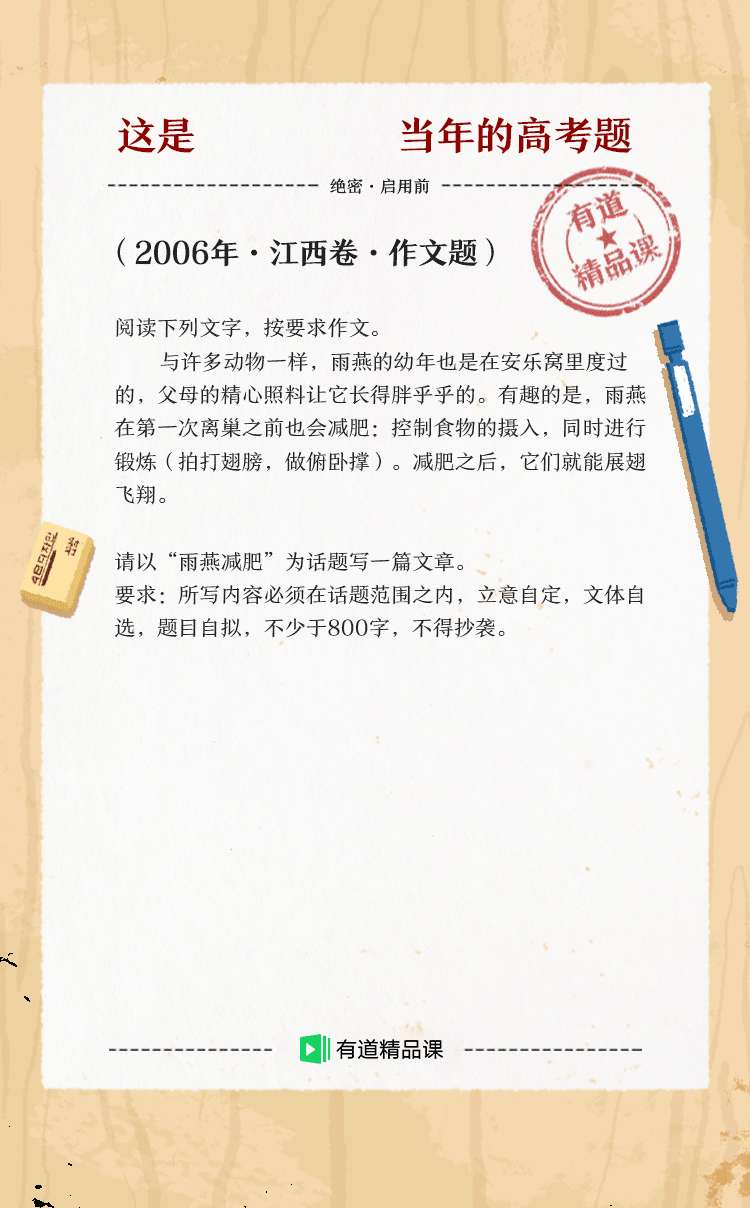 这是 当年的高考题
绝密·启用前
有道
精品课
（2006年·江西卷·作文题）
阅读下列文字，按要求作文。
与许多动物一样，雨燕的幼年也是在安乐窝里度过
的，父母的精心照料让它长得胖乎乎的。有趣的是，雨燕
在第一次离巢之前也会减肥：控制食物的摄入，同时进行
锻炼（拍打翅膀，做俯卧撑）。减肥之后，它们就能展翅
飞翔。
请以“雨燕减肥”为话题写一篇文章。
要求：所写内容必须在话题范围之内，立意自定，文体自
选，题目自拟，不少于800字，不得抄袭。
有道精品课